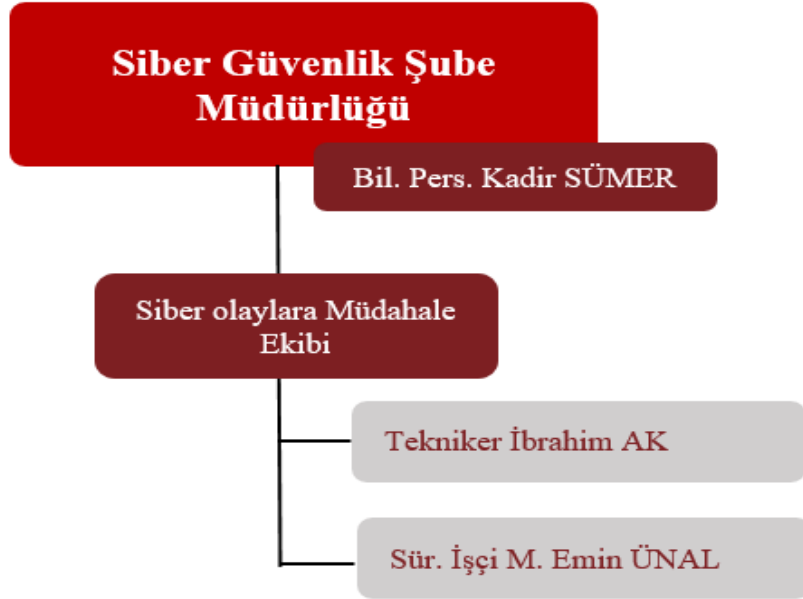 Siber Güvenlik Şube
Müdürlüğü
Bil. Pers. Kadir SÜMER
Siber olaylara Müdahale
Ekibi
Tekniker İbrahim AK
Sür. İşçi M. Emin ÜNAL